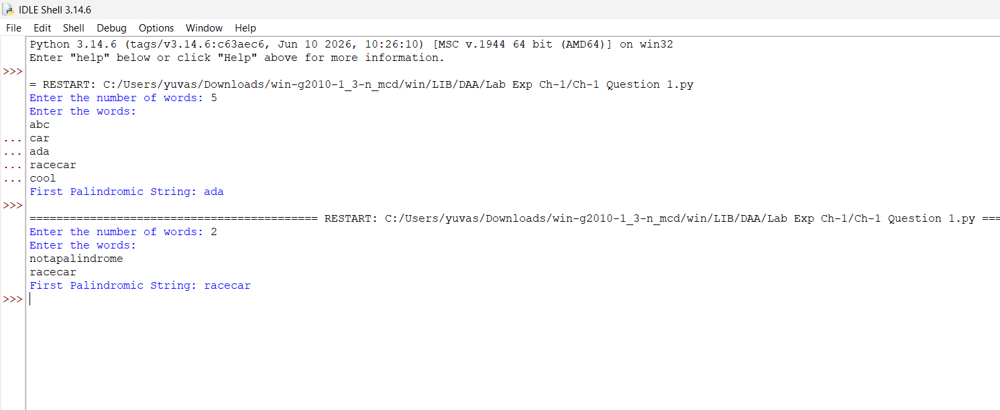 IDLE Shell 3.14.6
File Edit Shell Debug Options Window Help
Python 3.14.6 (tags/v3.14.6:c63aec6, Jun 10 2026, 10:26:10) [MSC v.1944 64 bit (AMD64)] on win32
Enter "help" below or click "Help" above for more information.
>>>
= RESTART: C:/Users/yuvas/Downloads/win-g2010-1_3-n_mcd/win/LIB/DAA/Lab Exp Ch-1/Ch-1 Question 1.py
Enter the number of words: 5
Enter the words:
abc
... car
... ada
... racecar
... cool
First Palindromic String: ada
>>>
=========================================== RESTART: C:/Users/yuvas/Downloads/win-g2010-1_3-n_mcd/win/LIB/DAA/Lab Exp Ch-1/Ch-1 Question 1.py ===
Enter the number of words: 2
Enter the words:
notapalindrome
racecar
First Palindromic String: racecar
>>>